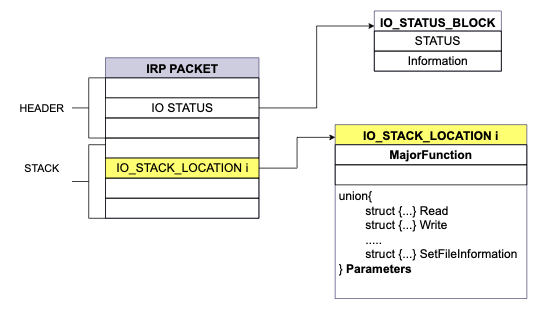 IO_STATUS_BLOCK
STATUS
Information
IRP PACKET
HEADER
IO STATUS
STACK
IO_STACK_LOCATION i
IO_STACK_LOCATION i
MajorFunction
union{
struct {...} Read
struct {...} Write
.....
struct {...} SetFileInformation
} Parameters